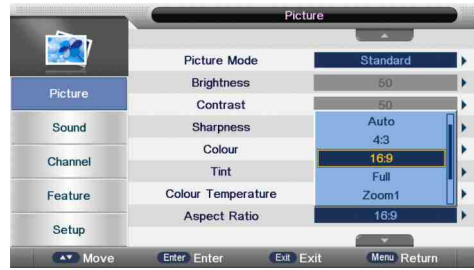 Picture
Picture Mode Standard
Picture Brightness 50
Contrast 50
Sound Sharpness Auto
Colour 4:3
Channel 16:9
Tint Full
Feature Colour Temperature Zoom1
Setup Aspect Ratio 16:9
Move Enter Enter Exit Exit Menu Return